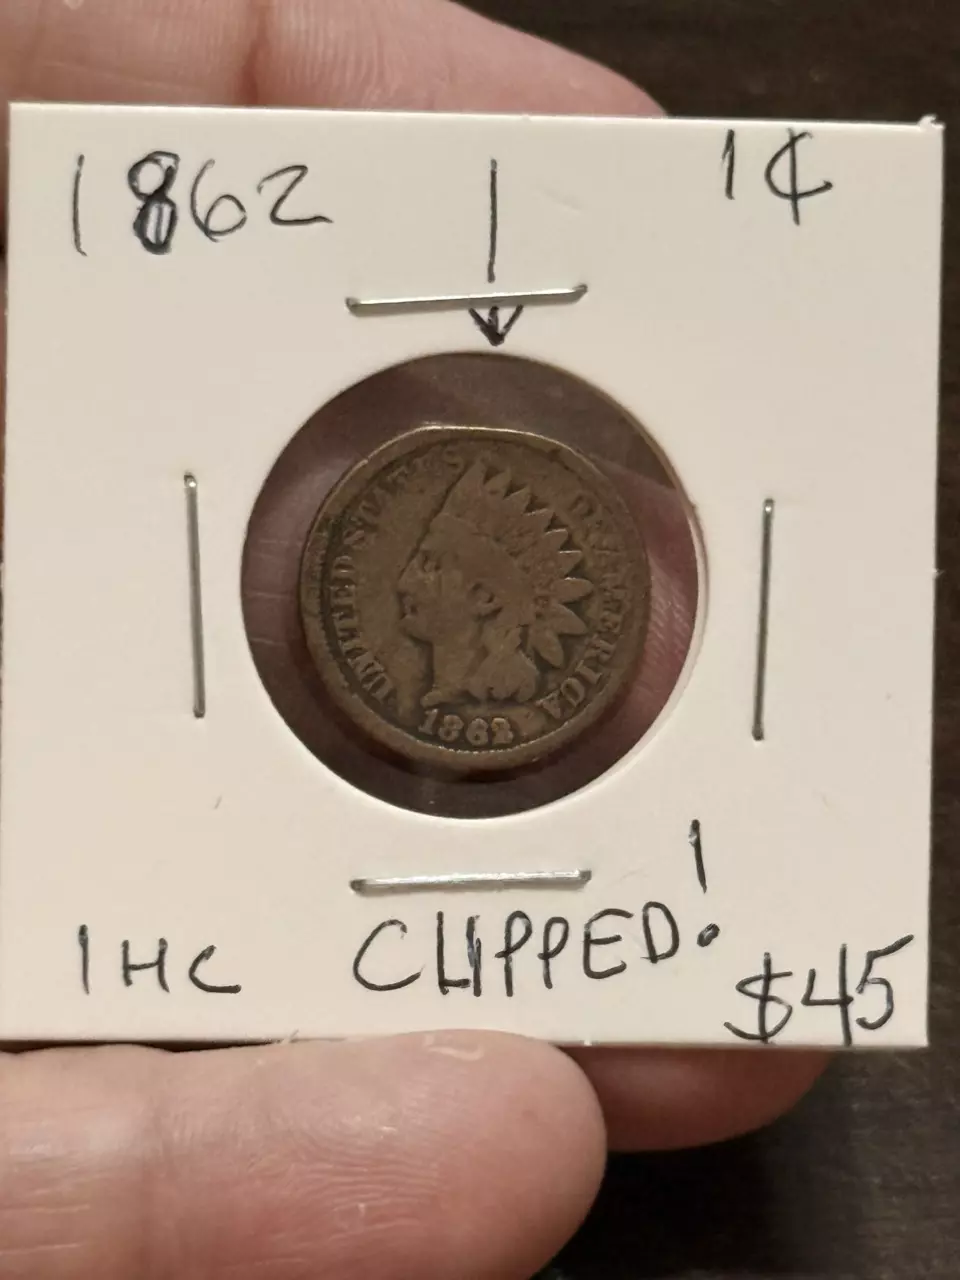 1862 1¢
UNITED STATES OF AMERICA
1862
IHC CLIPPED!
$45